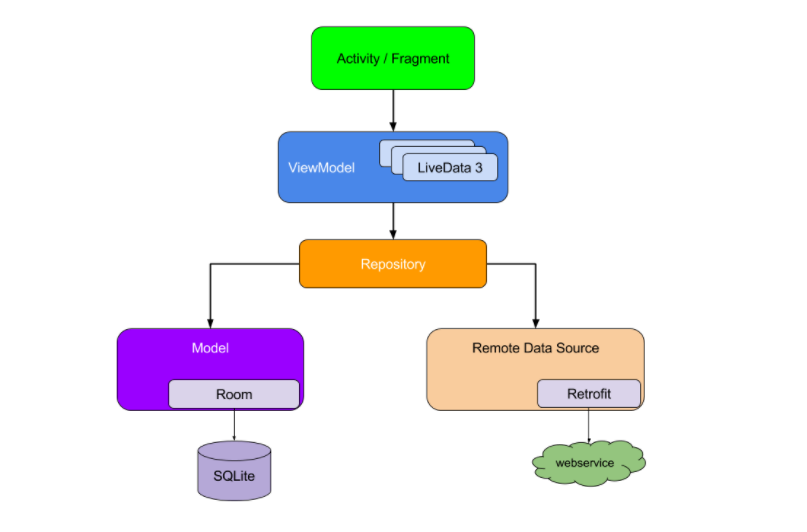 Activity / Fragment
ViewModel
LiveData 3
Repository
Model
Remote Data Source
Room
Retrofit
SQLite
webservice